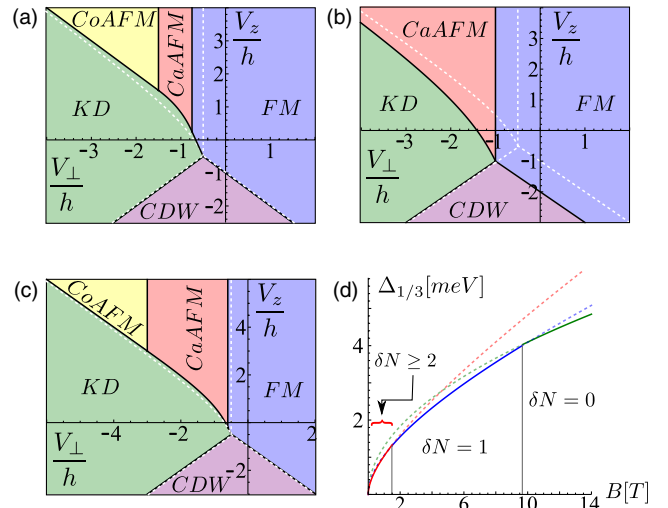 (a)
CoAFM
CaAFM
V_z/h
3
2
1
KD
FM
-3 -2 -1 1
V_⊥/h
-1
-2
CDW
(b)
CaAFM
V_z/h
3
2
1
KD
FM
-3 -2 -1 1
V_⊥/h
-1
-2
CDW
(c)
CoAFM
CaAFM
V_z/h
4
2
KD
FM
-4 -2 2
V_⊥/h
-2
CDW
(d)
Δ_{1/3}[meV]
4
δN ≥ 2
δN = 0
2
δN = 1
2 6 10 14 B[T]